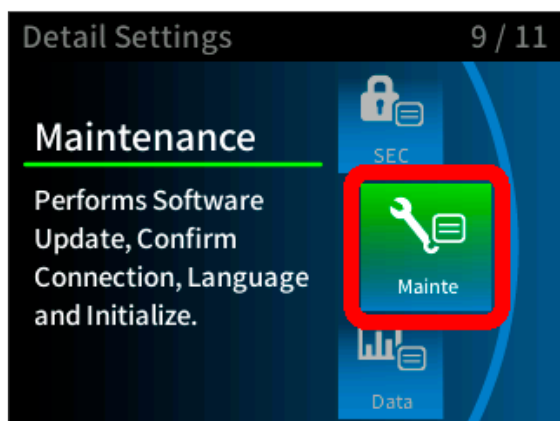 Detail Settings 9 / 11
SEC
Maintenance
Performs Software
Update, Confirm
Connection, Language
and Initialize.
Mainte
Data